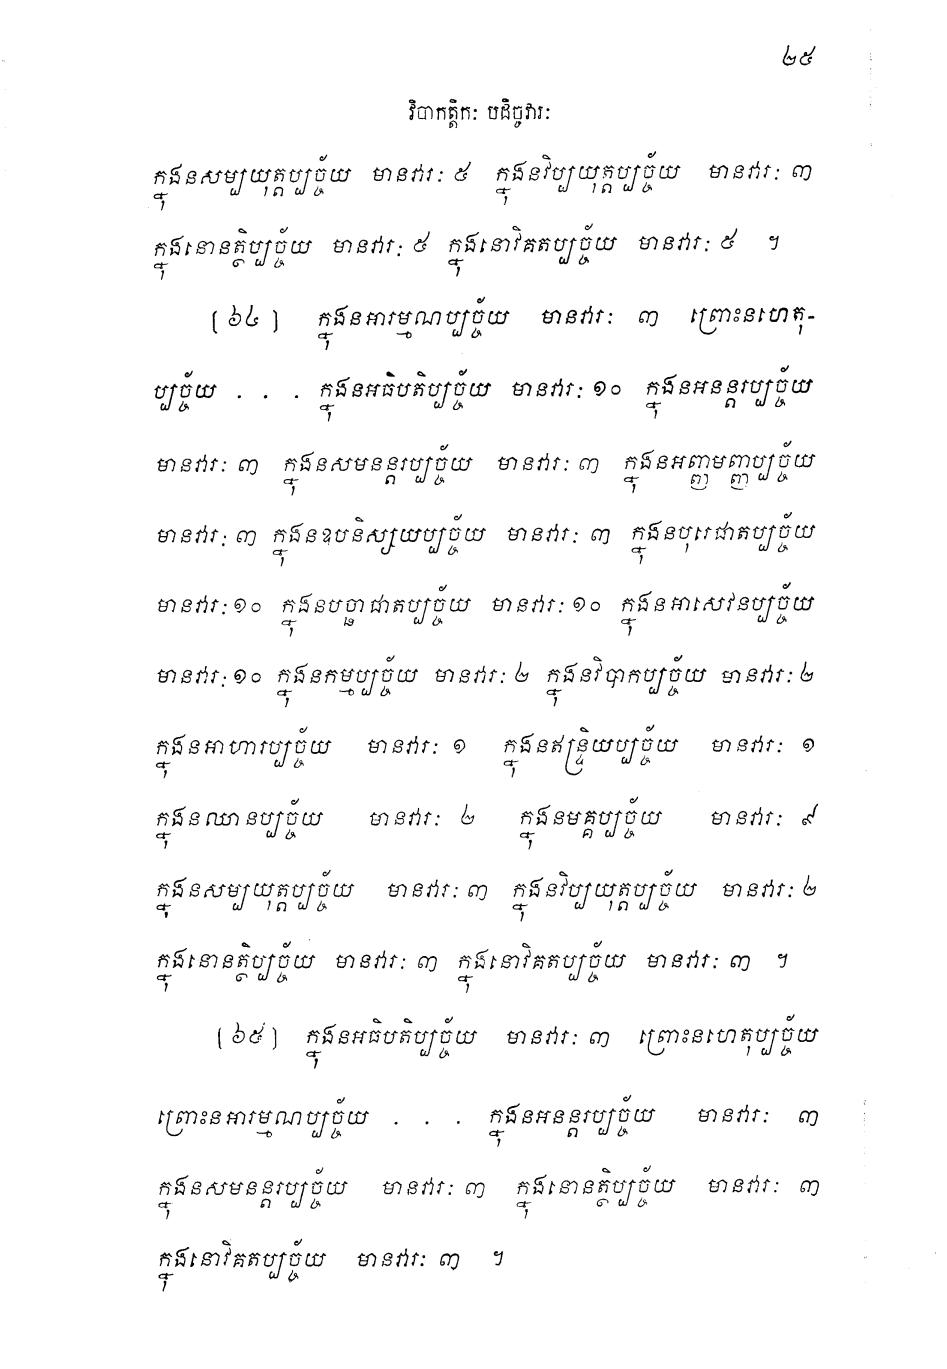 ២៥
វិបាកត្តិកៈ បដិច្ចវារៈ
ក្នុងនសម្បយុត្តប្បច្ច័យ មានវារៈ ៥ ក្នុងនវិប្បយុត្តប្បច្ច័យ មានវារៈ ៣
ក្នុងនោនត្ថិប្បច្ច័យ មានវារៈ ៥ ក្នុងនោវិគតប្បច្ច័យ មានវារៈ ៥ ។
[ ៦៤ ] ក្នុងនអារម្មណប្បច្ច័យ មានវារៈ ៣ ព្រោះនហេតុ-
ប្បច្ច័យ . . . ក្នុងនអធិបតិប្បច្ច័យ មានវារៈ ១០ ក្នុងនអនន្តរប្បច្ច័យ
មានវារៈ ៣ ក្នុងនសមនន្តរប្បច្ច័យ មានវារៈ ៣ ក្នុងនអញ្ញមញ្ញប្បច្ច័យ
មានវារៈ ៣ ក្នុងនឧបនិស្សយប្បច្ច័យ មានវារៈ ៣ ក្នុងនបុរេជាតប្បច្ច័យ
មានវារៈ ១០ ក្នុងនបច្ឆាជាតប្បច្ច័យ មានវារៈ ១០ ក្នុងនអាសេវនប្បច្ច័យ
មានវារៈ ១០ ក្នុងនកម្មប្បច្ច័យ មានវារៈ ២ ក្នុងនវិបាកប្បច្ច័យ មានវារៈ ២
ក្នុងនអាហារប្បច្ច័យ មានវារៈ ១ ក្នុងនឥន្ទ្រិយប្បច្ច័យ មានវារៈ ១
ក្នុងនឈានប្បច្ច័យ មានវារៈ ២ ក្នុងនមគ្គប្បច្ច័យ មានវារៈ ៩
ក្នុងនសម្បយុត្តប្បច្ច័យ មានវារៈ ៣ ក្នុងនវិប្បយុត្តប្បច្ច័យ មានវារៈ ២
ក្នុងនោនត្ថិប្បច្ច័យ មានវារៈ ៣ ក្នុងនោវិគតប្បច្ច័យ មានវារៈ ៣ ។
[ ៦៥ ] ក្នុងនអធិបតិប្បច្ច័យ មានវារៈ ៣ ព្រោះនហេតុប្បច្ច័យ
ព្រោះនអារម្មណប្បច្ច័យ . . . ក្នុងនអនន្តរប្បច្ច័យ មានវារៈ ៣
ក្នុងនសមនន្តរប្បច្ច័យ មានវារៈ ៣ ក្នុងនោនត្ថិប្បច្ច័យ មានវារៈ ៣
ក្នុងនោវិគតប្បច្ច័យ មានវារៈ ៣ ។